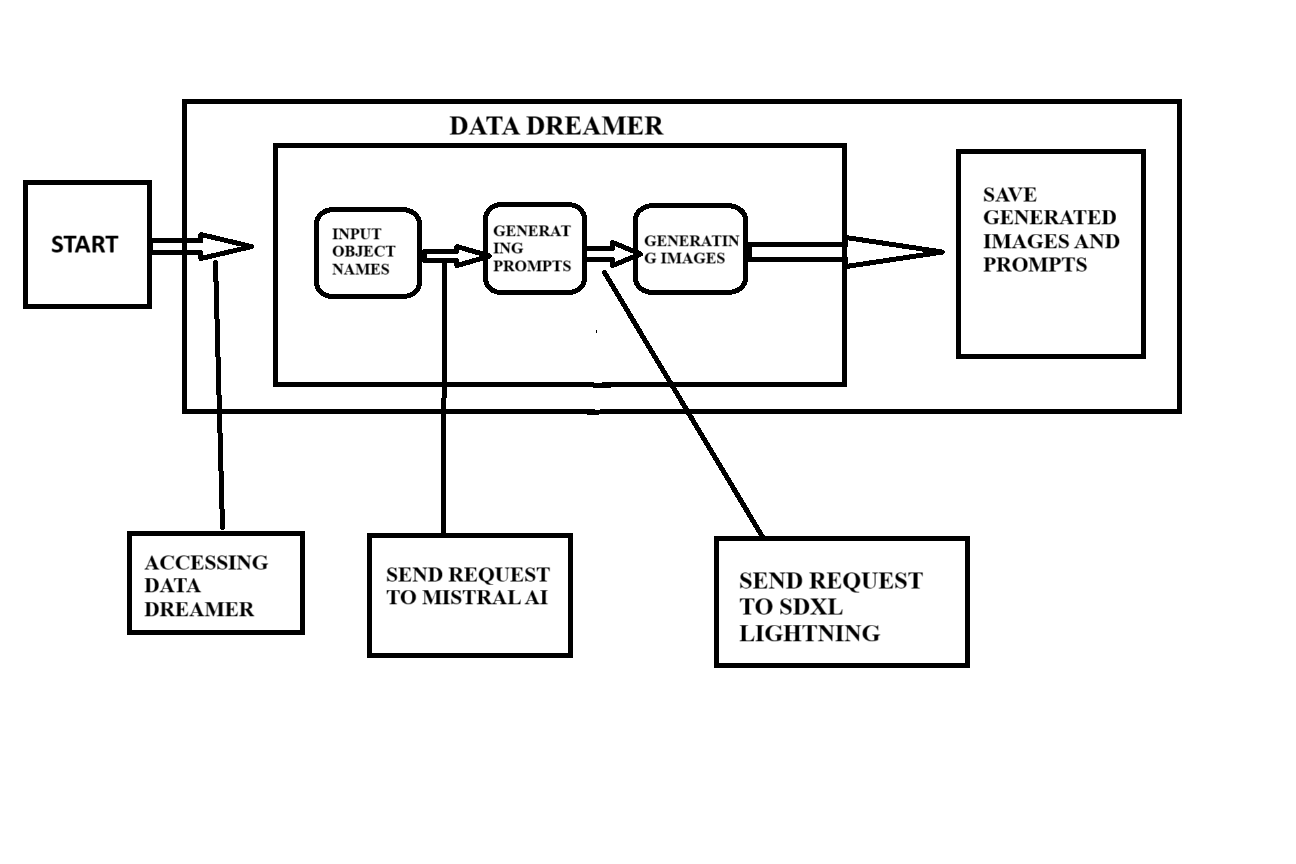 DATA DREAMER
START
INPUT
OBJECT
NAMES
GENERAT
ING
PROMPTS
GENERATIN
G IMAGES
SAVE
GENERATED
IMAGES AND
PROMPTS
ACCESSING
DATA
DREAMER
SEND REQUEST
TO MISTRAL AI
SEND REQUEST
TO SDXL
LIGHTNING